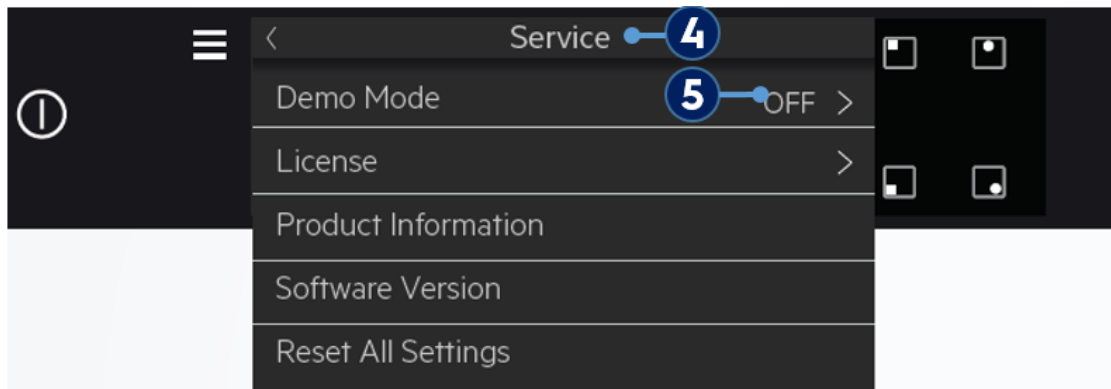 Service 4
Demo Mode 5 OFF
License
Product Information
Software Version
Reset All Settings